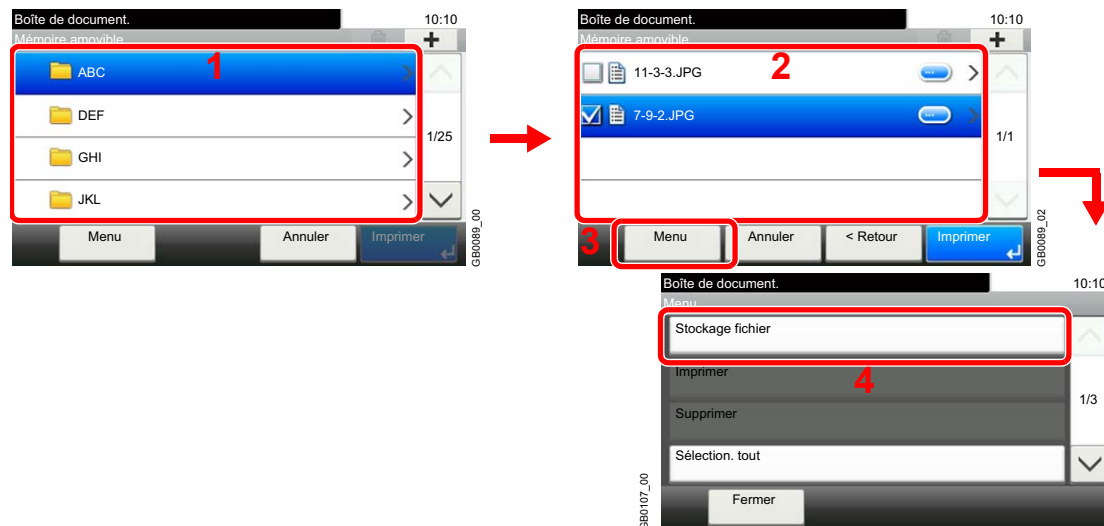 Boîte de document. 10:10
Mémoire amovible
1
ABC
DEF
GHI
JKL
1/25
Menu Annuler Imprimer
GB0089_00
Boîte de document. 10:10
Mémoire amovible
2
11-3-3.JPG
7-9-2.JPG
1/1
3
Menu Annuler < Retour Imprimer
GB0089_02
Boîte de document. 10:10
Menu
Stockage fichier
Imprimer
4
Supprimer
Sélection. tout
1/3
Fermer
GB0107_00